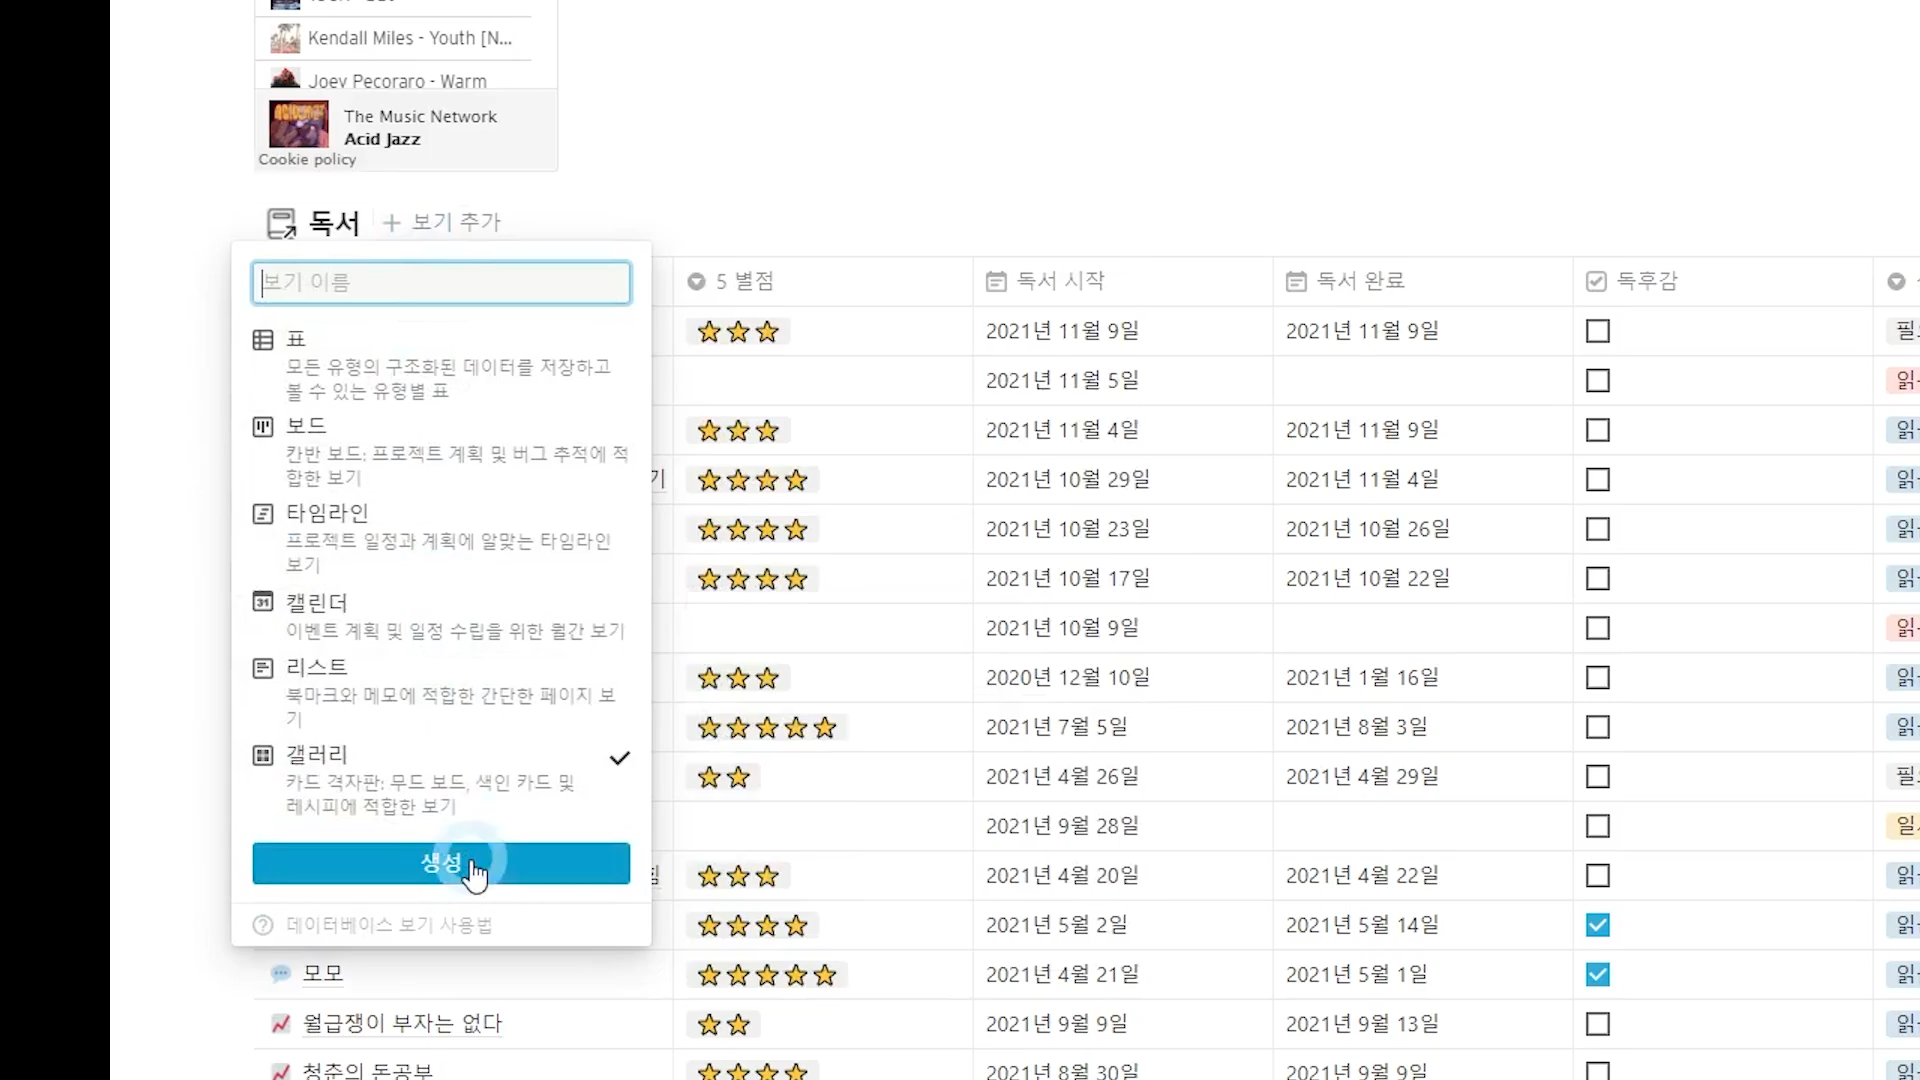 Kendall Miles - Youth [N...
Joey Pecoraro - Warm
The Music Network
Acid Jazz
Cookie policy
독서
보기 추가
보기 이름
표
모든 유형의 구조화된 데이터를 저장하고
볼 수 있는 유형별 표
보드
칸반 보드: 프로젝트 계획 및 버그 추적에 적
합한 보기
타임라인
프로젝트 일정과 계획에 알맞는 타임라인
보기
31
캘린더
이벤트 계획 및 일정 수립을 위한 월간 보기
리스트
북마크와 메모에 적합한 간단한 페이지 보
기
갤러리
카드 격자판: 무드 보드, 색인 카드 및
레시피에 적합한 보기
생성
데이터베이스 보기 사용법
5 별점 독서 시작 독서 완료 독후감
2021년 11월 9일 2021년 11월 9일
2021년 11월 5일
2021년 11월 4일 2021년 11월 9일
기 2021년 10월 29일 2021년 11월 4일
2021년 10월 23일 2021년 10월 26일
2021년 10월 17일 2021년 10월 22일
2021년 10월 9일
2020년 12월 10일 2021년 1월 16일
2021년 7월 5일 2021년 8월 3일
2021년 4월 26일 2021년 4월 29일
2021년 9월 28일
2021년 4월 20일 2021년 4월 22일
2021년 5월 2일 2021년 5월 14일
모모 2021년 4월 21일 2021년 5월 1일
월급쟁이 부자는 없다 2021년 9월 9일 2021년 9월 13일
청춘의 돈공부 2021년 8월 30일 2021년 9월 9일